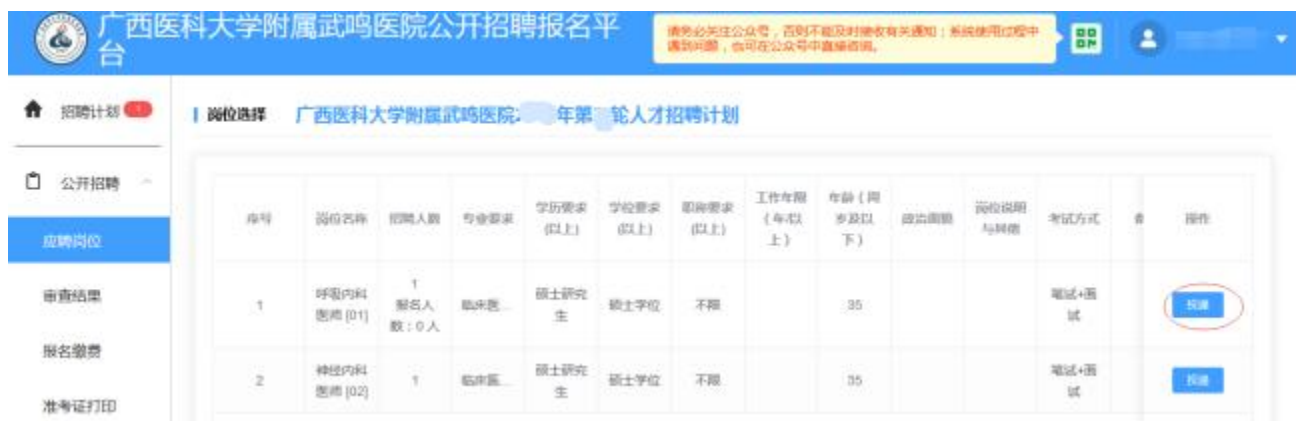 广西医科大学附属武鸣医院公开招聘报名平
台
请务必关注公众号，否则不能及时接收有关通知；系统使用过程中
遇到问题，也可在公众号中直接咨询。
招聘计划
岗位选择 广西医科大学附属武鸣医院2 年第 轮人才招聘计划
公开招聘
应聘岗位
审查结果
报名缴费
准考证打印
序号 岗位名称 招聘人数 专业要求 学历要求 (以上) 学位要求 (以上) 职称要求 (以上) 工作年限 (年/以上) 年龄(周岁及以下) 政治面貌 岗位说明 考试方式 操作
1 呼吸内科医师 [01] 1 报名人数：0 人 临床医... 硕士研究生 硕士学位 不限 35 笔试+面试 投递
2 神经内科医师 [02] 1 临床医... 硕士研究生 硕士学位 不限 35 笔试+面试 投递